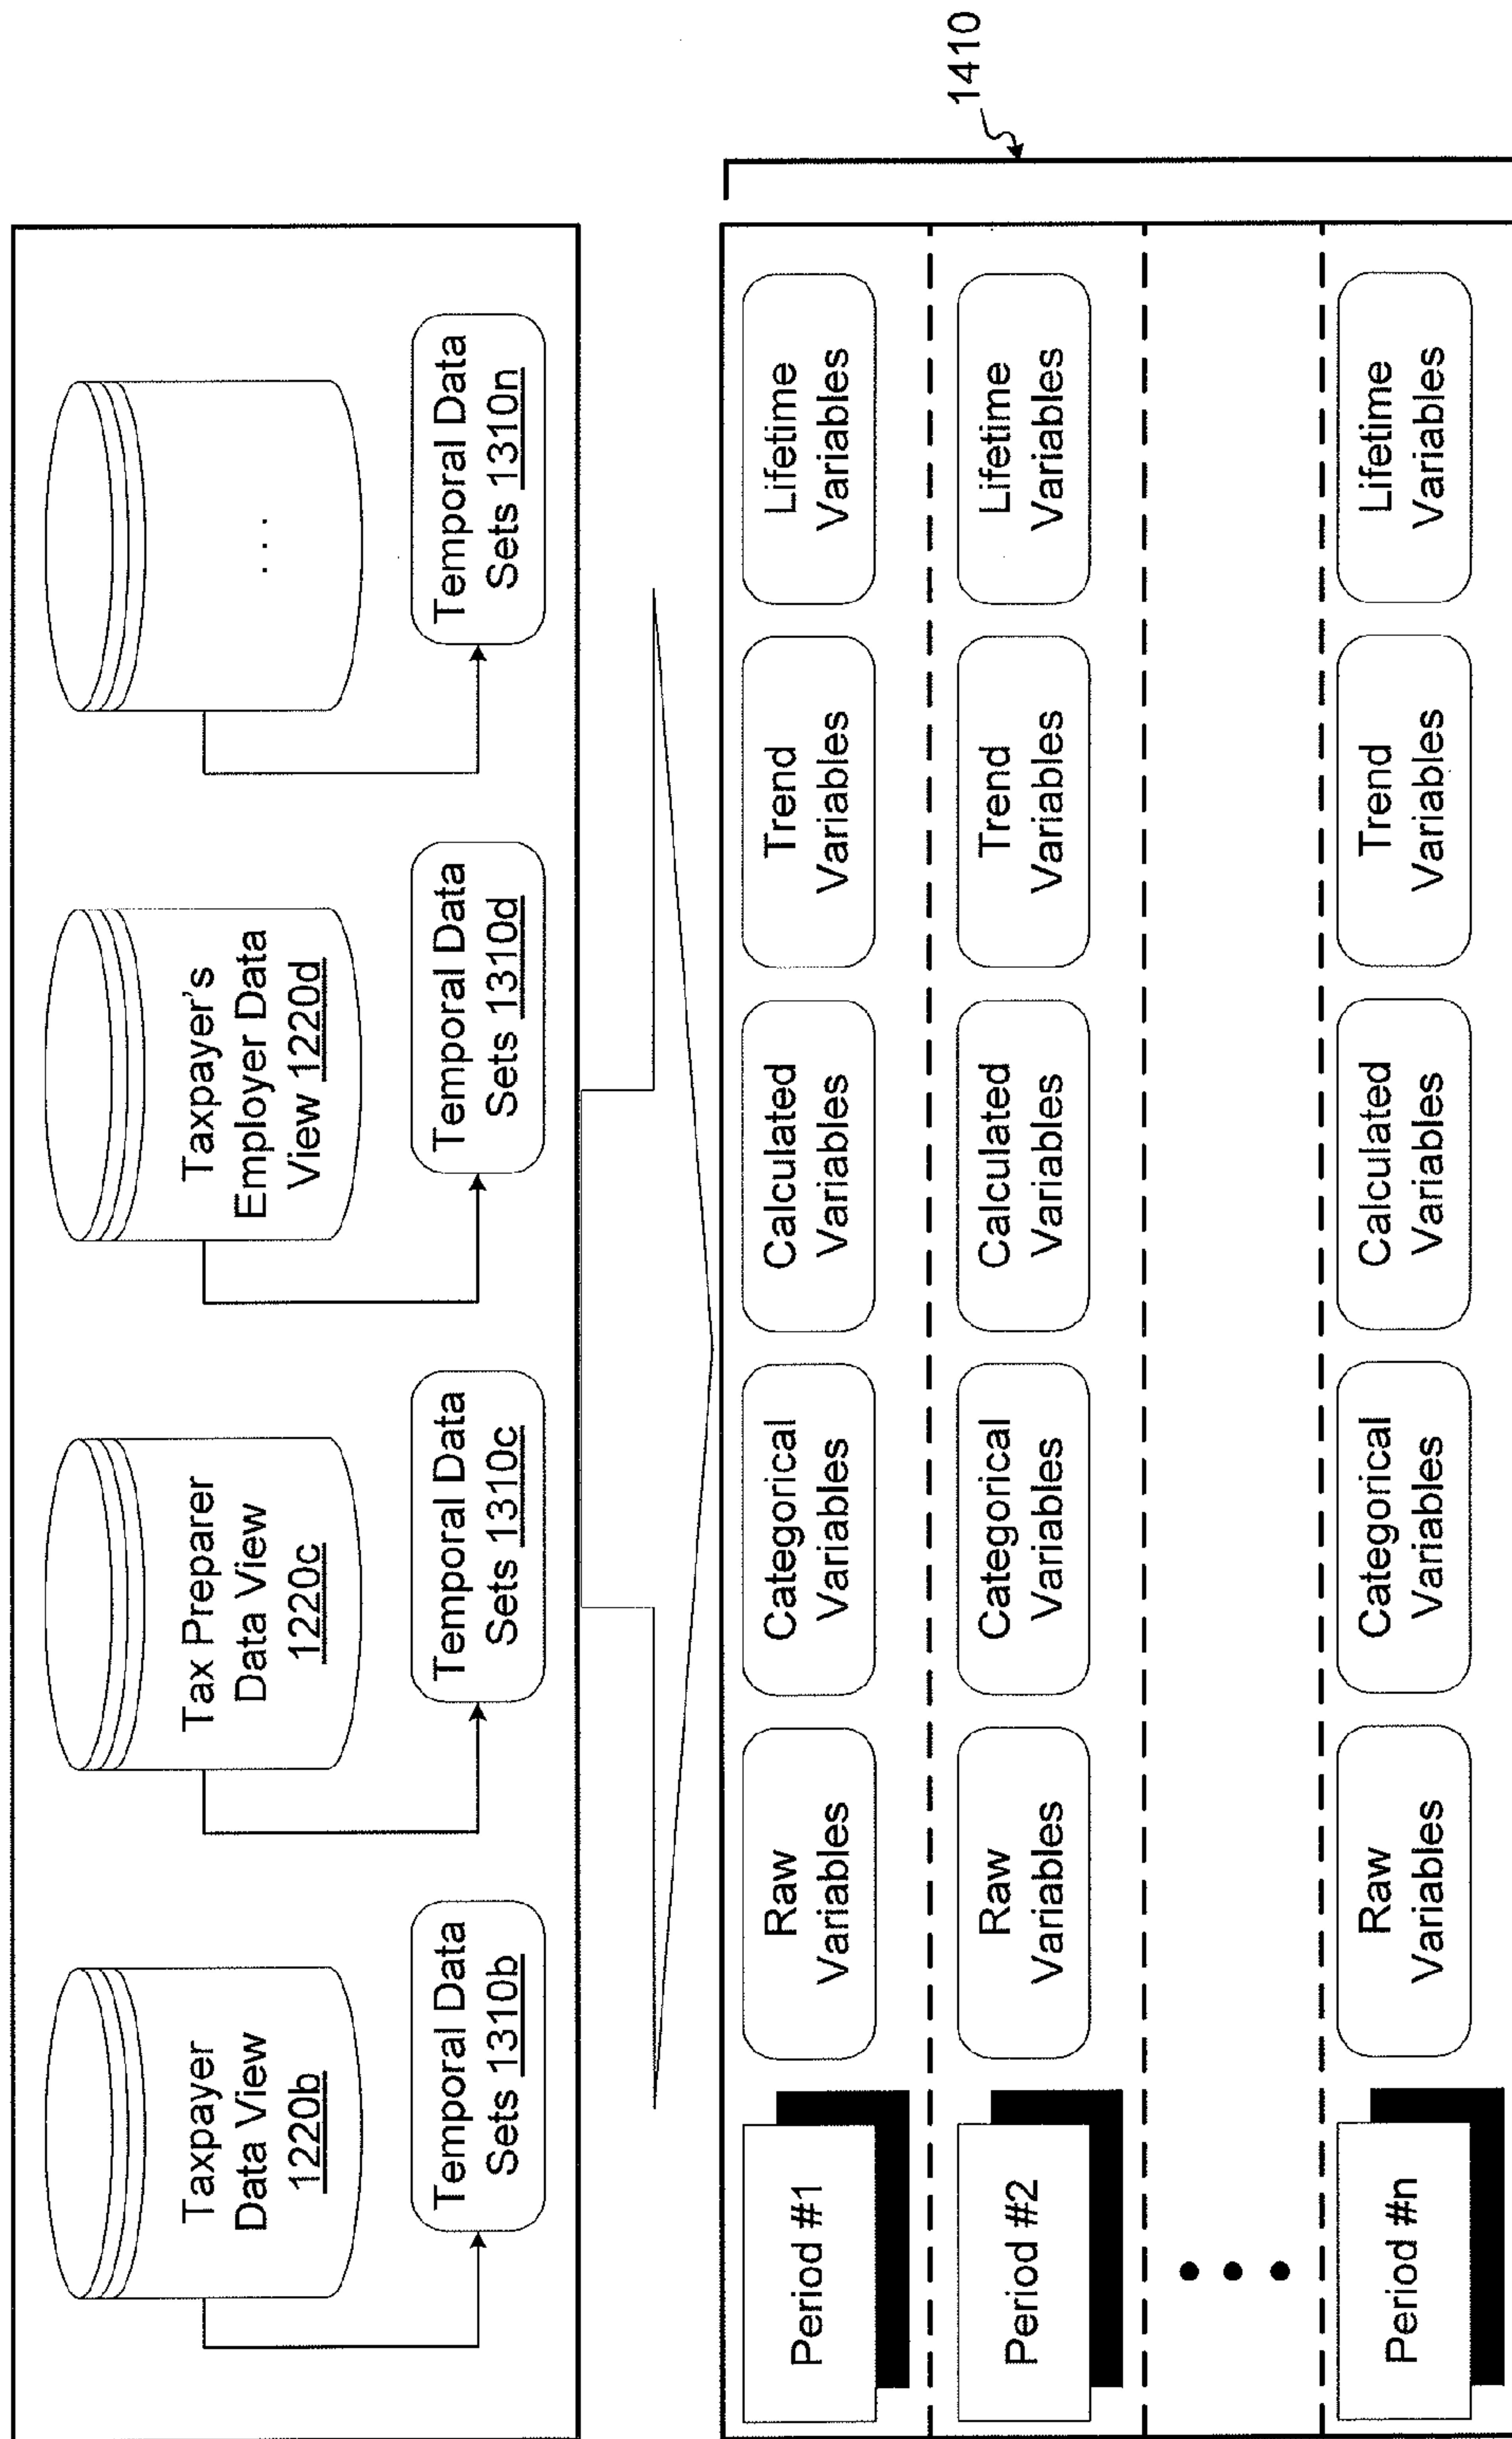 Taxpayer
Data View
1220b
Temporal Data
Sets 1310b
Tax Preparer
Data View
1220c
Temporal Data
Sets 1310c
Taxpayer's
Employer Data
View 1220d
Temporal Data
Sets 1310d
. . .
Temporal Data
Sets 1310n
1410
Period #1
Raw
Variables
Categorical
Variables
Calculated
Variables
Trend
Variables
Lifetime
Variables
Period #2
Raw
Variables
Categorical
Variables
Calculated
Variables
Trend
Variables
Lifetime
Variables
• • •
Period #n
Raw
Variables
Categorical
Variables
Calculated
Variables
Trend
Variables
Lifetime
Variables